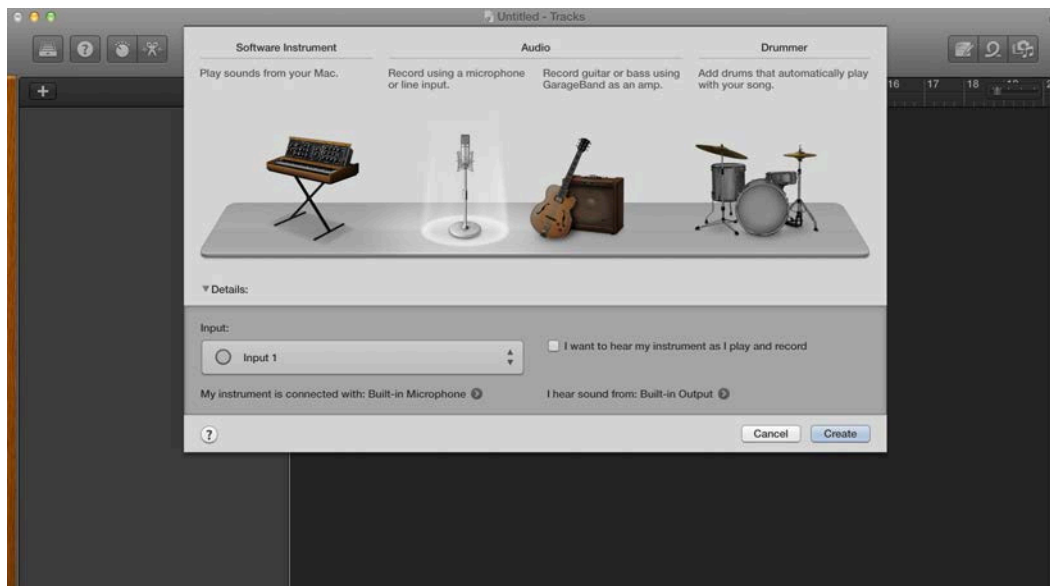 Untitled - Tracks
Software Instrument
Audio
Drummer
Play sounds from your Mac.
Record using a microphone
or line input.
Record guitar or bass using
GarageBand as an amp.
Add drums that automatically play
with your song.
16 17 18
Details:
Input:
Input 1
I want to hear my instrument as I play and record
My instrument is connected with: Built-in Microphone
I hear sound from: Built-in Output
?
Cancel
Create